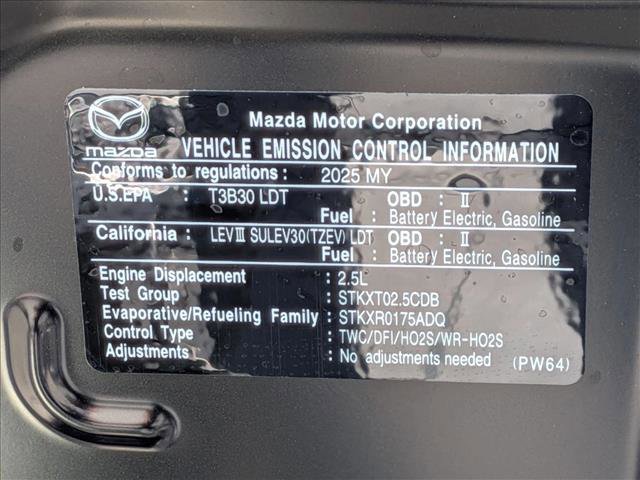 Mazda Motor Corporation
mazda VEHICLE EMISSION CONTROL INFORMATION
Conforms to regulations : 2025 MY
U.S.EPA : T3B30 LDT OBD : II
Fuel : Battery Electric, Gasoline
California : LEVIII SULEV30(TZEV) LDT OBD : II
Fuel : Battery Electric, Gasoline
Engine Displacement : 2.5L
Test Group : STKXT02.5CDB
Evaporative/Refueling Family : STKXR0175ADQ
Control Type : TWC/DFI/HO2S/WR-HO2S
Adjustments : No adjustments needed (PW64)